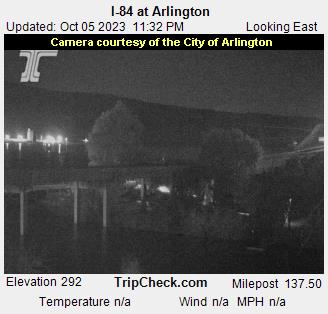 I-84 at Arlington
Updated: Oct 05 2023 11:32 PM Looking East
Camera courtesy of the City of Arlington
Elevation 292 TripCheck.com Milepost 137.50
Temperature n/a Wind n/a MPH n/a